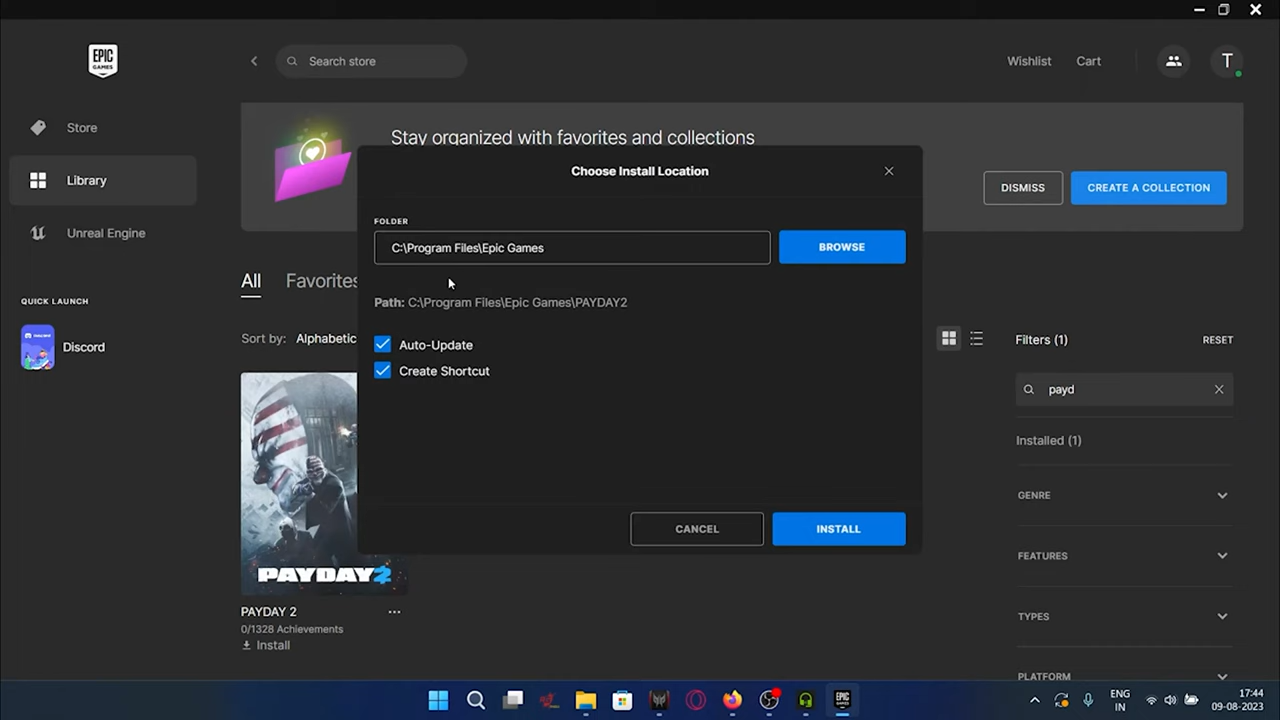 EPIC
GAMES
Search store
Wishlist
Cart
T
Store
Library
Unreal Engine
QUICK LAUNCH
Discord
Stay organized with favorites and collections
DISMISS
CREATE A COLLECTION
Choose Install Location
FOLDER
C:\Program Files\Epic Games
BROWSE
Path: C:\Program Files\Epic Games\PAYDAY2
Auto-Update
Create Shortcut
CANCEL
INSTALL
All
Favorites
Sort by: Alphabetic
PAYDAY 2
PAYDAY 2
0/1328 Achievements
Install
Filters (1)
RESET
payd
Installed (1)
GENRE
FEATURES
TYPES
PLATFORM
EPIC
GAMES
ENG
IN
17:44
09-08-2023